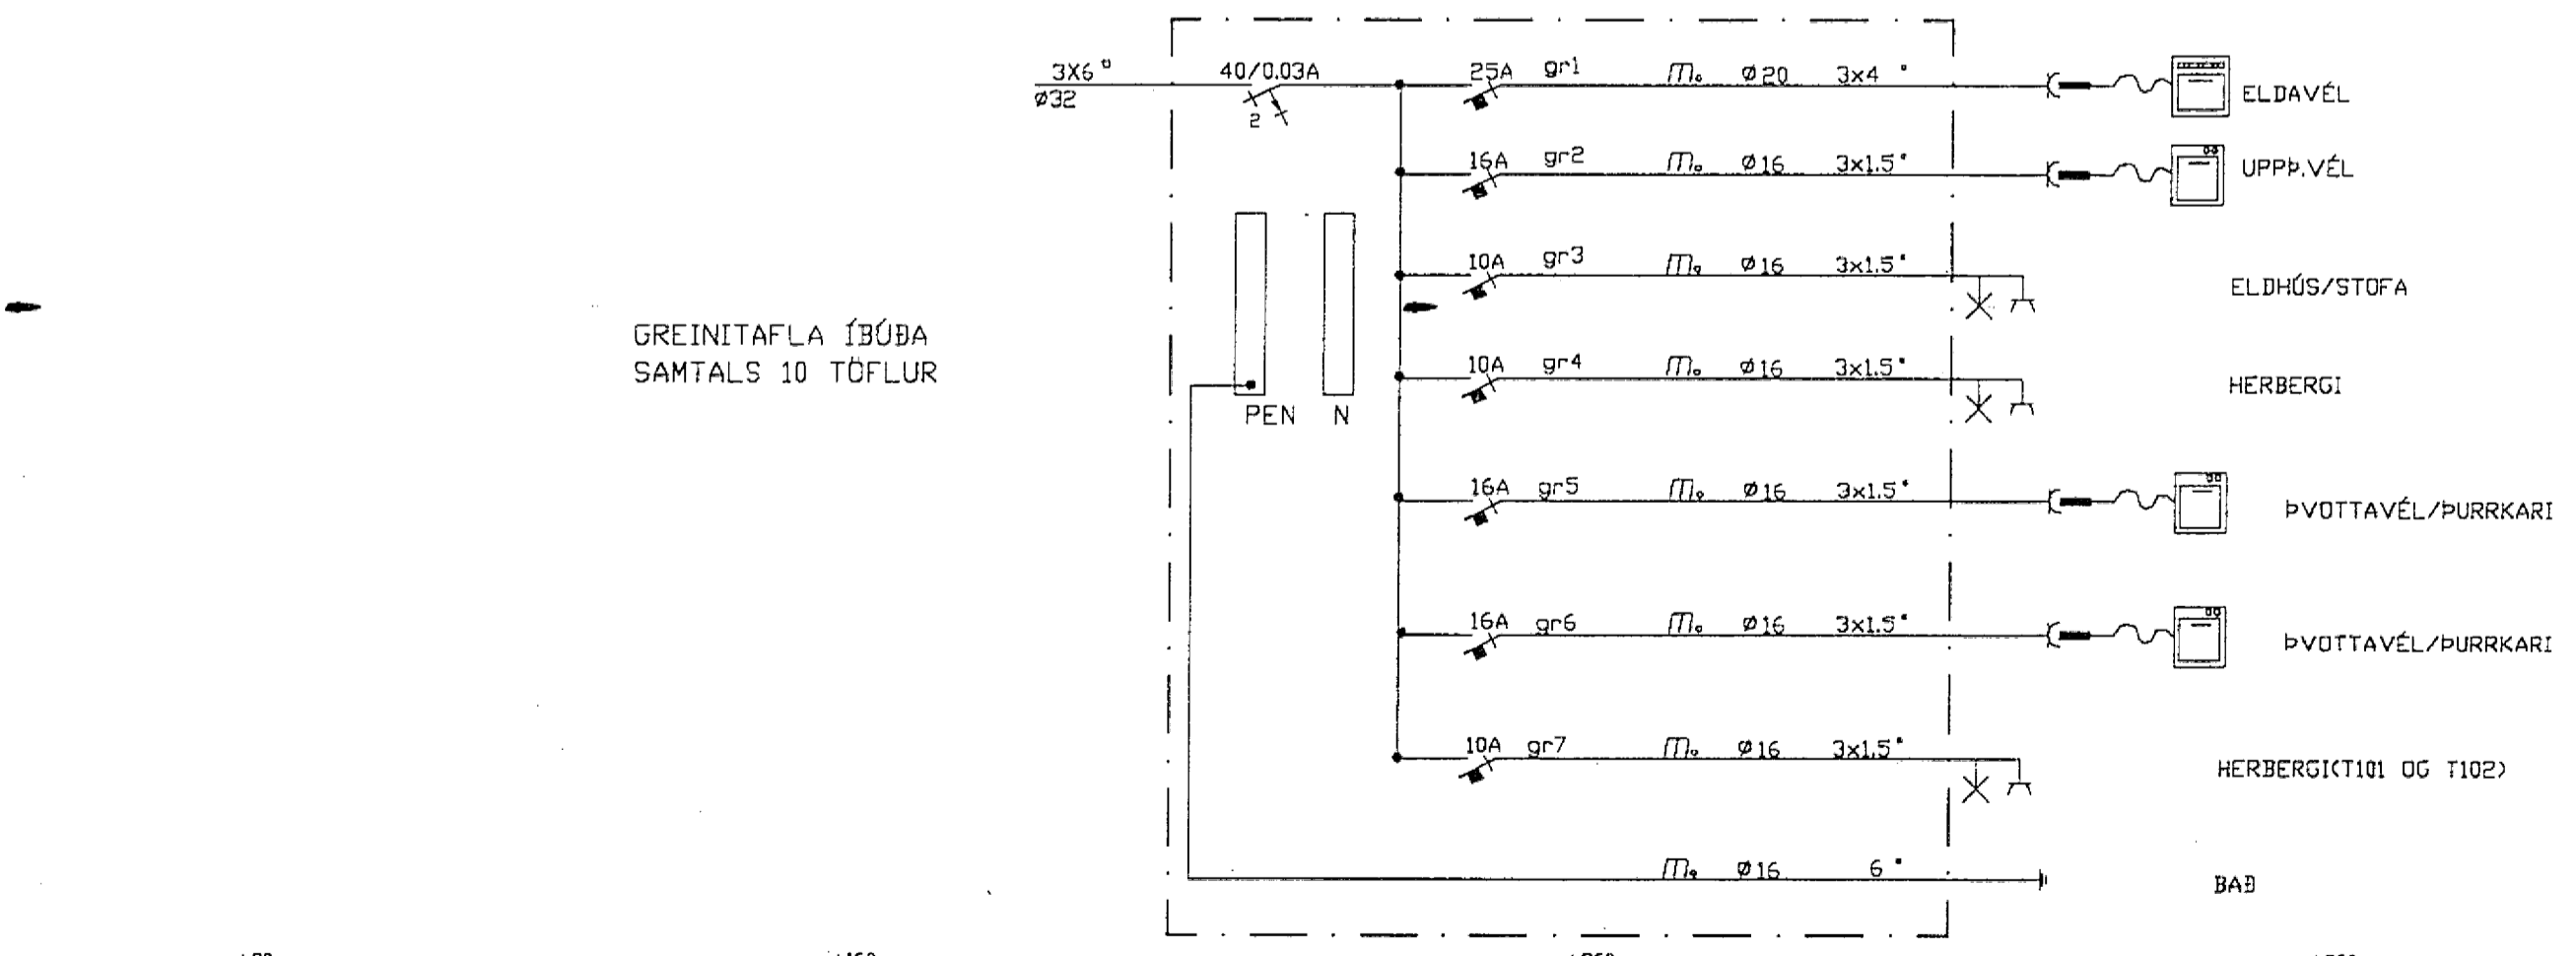 3X6 °
Ø32
40/0.03A
2
25A gr1 Ø20 3x4 °
ELDAVÉL
16A gr2 Ø16 3x1.5 °
UPPÞ.VÉL
10A gr3 Ø16 3x1.5 °
ELDHÚS/STOFA
GREINITAFLA ÍBÚÐA
SAMTALS 10 TÖFLUR
10A gr4 Ø16 3x1.5 °
HERBERGI
PEN N
16A gr5 Ø16 3x1.5 °
ÞVOTTAVÉL/ÞURRKARI
16A gr6 Ø16 3x1.5 °
ÞVOTTAVÉL/ÞURRKARI
10A gr7 Ø16 3x1.5 °
HERBERGI(T101 OG T102)
Ø16 6 °
BAÐ